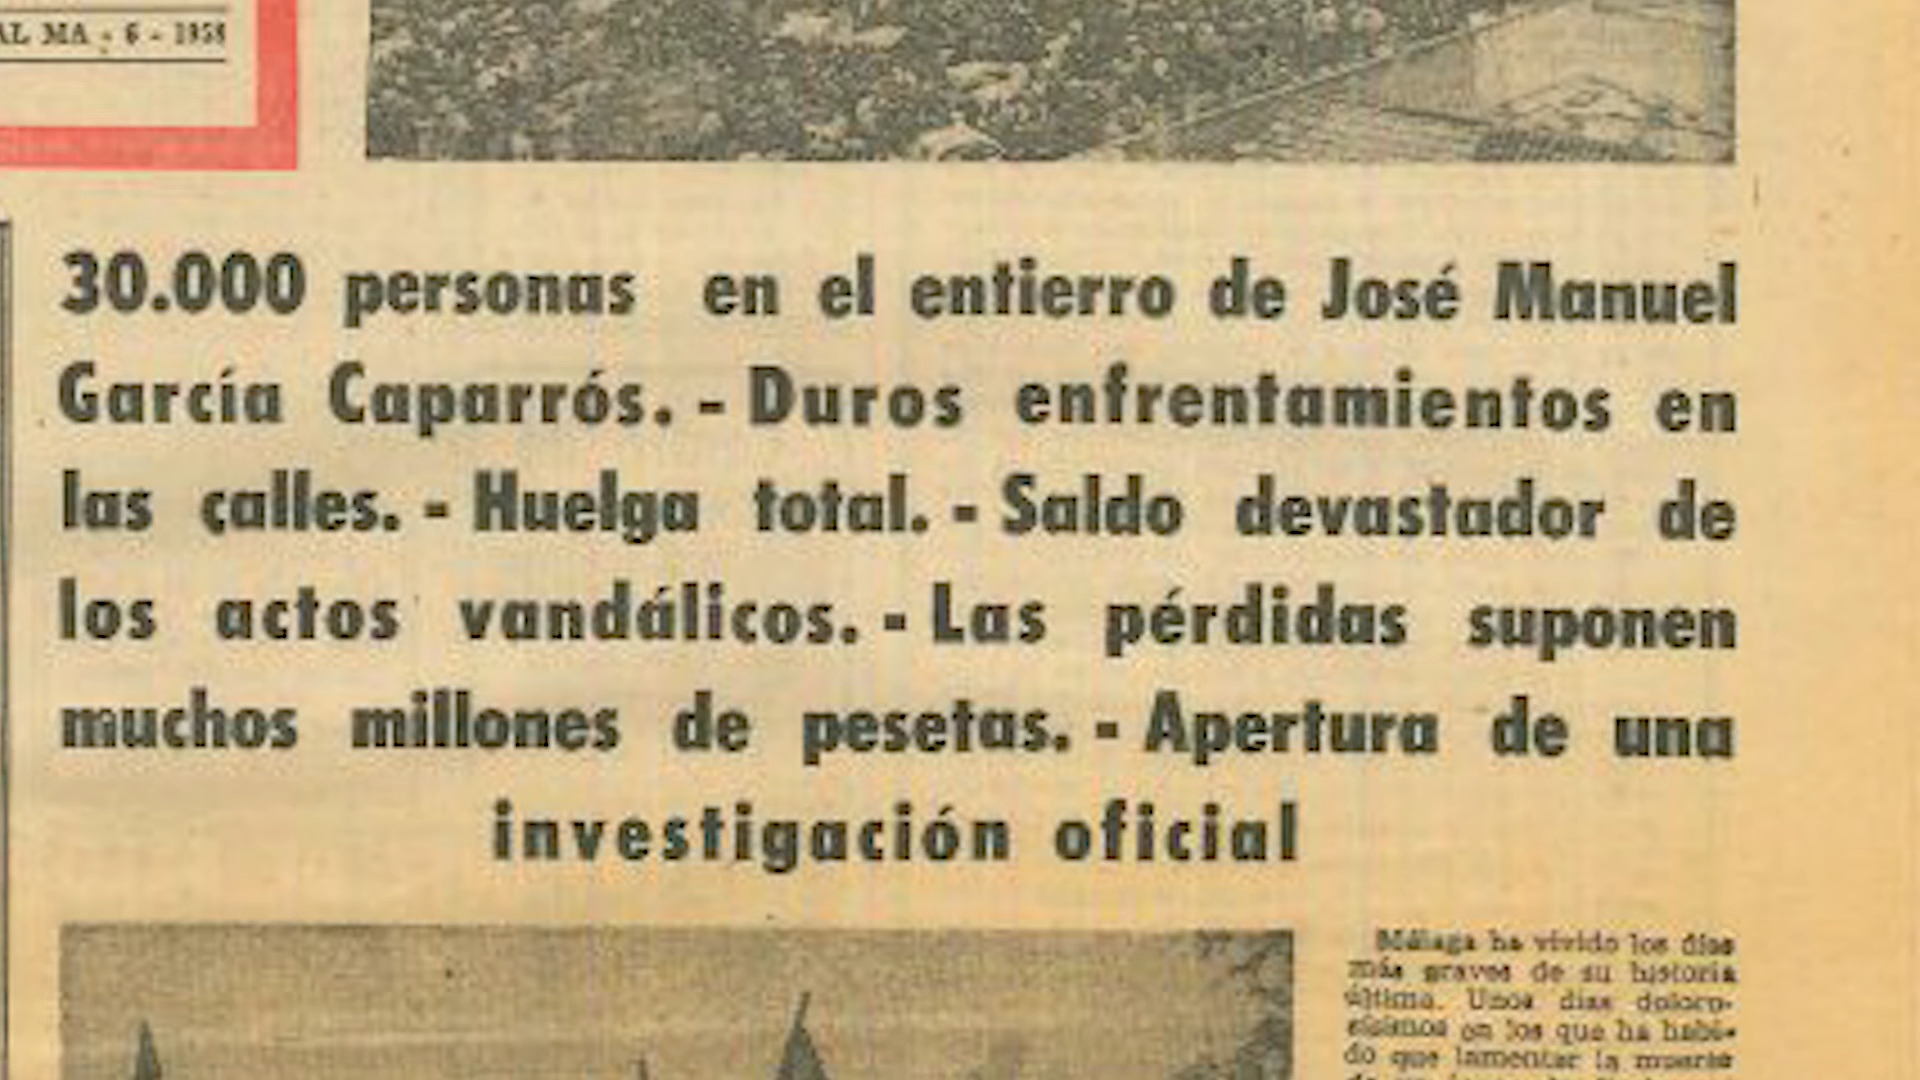 AL MA - 6 - 1958
30.000 personas en el entierro de José Manuel
García Caparrós. - Duros enfrentamientos en
las calles. - Huelga total. - Saldo devastador de
los actos vandálicos. - Las pérdidas suponen
muchos millones de pesetas. - Apertura de una
investigación oficial
Málaga ha vivido los días
más graves de su historia
última. Unos días doloro-
sísimos en los que ha habi-
do que lamentar la muerte